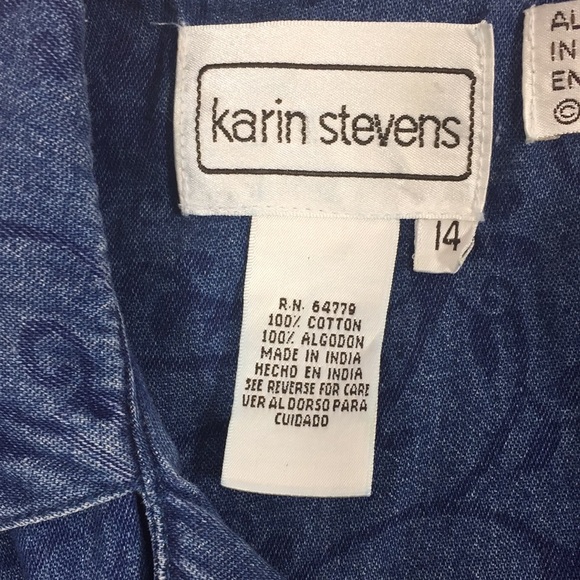 karin stevens
14
R.N. 64779
100% COTTON
100% ALGODON
MADE IN INDIA
HECHO EN INDIA
SEE REVERSE FOR CARE
VER AL DORSO PARA
CUIDADO
AL
IN
EN
©